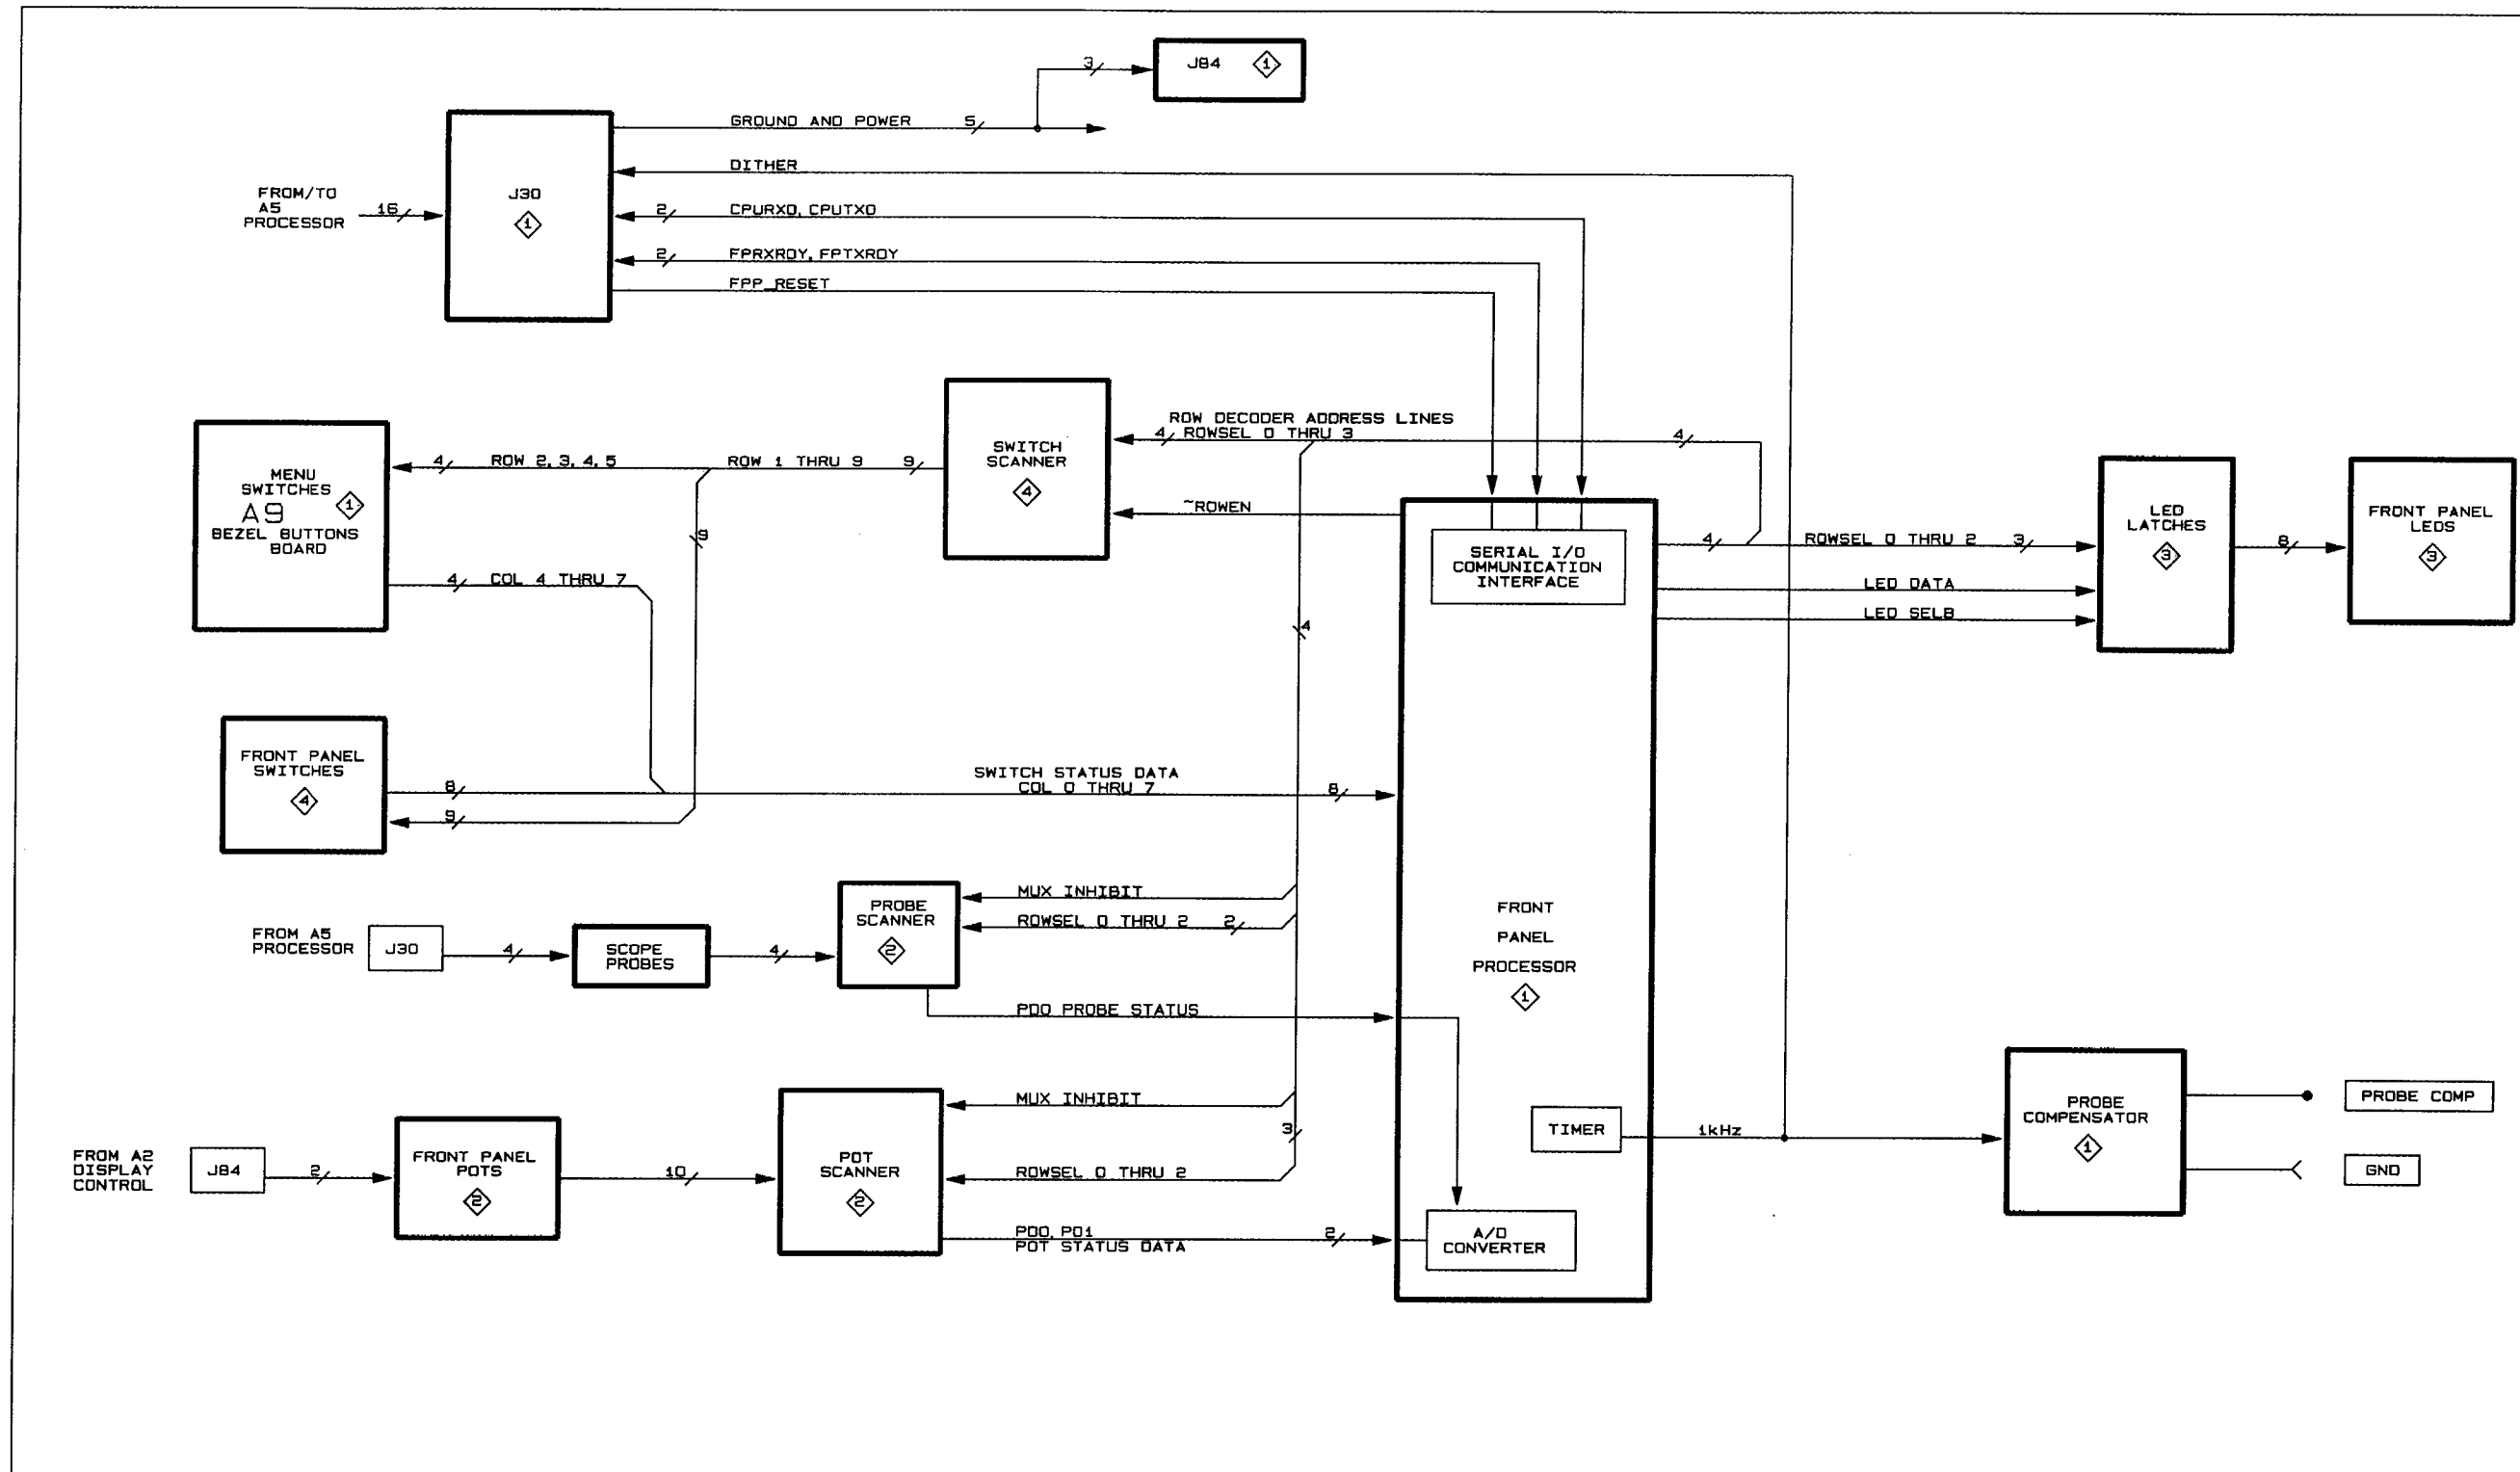 3
J84
1
GROUND AND POWER
5
DITHER
FROM/TO
A5
PROCESSOR
16
J30
1
2
CPURXD, CPUTXD
2
FPRXRDY, FPTXRDY
FPP_RESET
ROW DECODER ADDRESS LINES
4
ROWSEL 0 THRU 3
4
SWITCH
SCANNER
4
MENU
SWITCHES
A9
1
BEZEL BUTTONS
BOARD
4
ROW 2, 3, 4, 5
ROW 1 THRU 9
9
~ROWEN
9
4
COL 4 THRU 7
SERIAL I/O
COMMUNICATION
INTERFACE
4
ROWSEL 0 THRU 2
3
LED DATA
LED SELB
LED
LATCHES
3
8
FRONT PANEL
LEDS
3
4
FRONT PANEL
SWITCHES
4
8
SWITCH STATUS DATA
COL 0 THRU 7
8
9
MUX INHIBIT
PROBE
SCANNER
2
ROWSEL 0 THRU 2
2
FROM A5
PROCESSOR
J30
4
SCOPE
PROBES
4
FRONT
PANEL
PROCESSOR
1
PD0 PROBE STATUS
MUX INHIBIT
3
TIMER
1kHz
PROBE
COMPENSATOR
1
PROBE COMP
GND
FROM A2
DISPLAY
CONTROL
J84
2
FRONT PANEL
POTS
2
10
POT
SCANNER
2
ROWSEL 0 THRU 2
PD0, PD1
POT STATUS DATA
2
A/D
CONVERTER